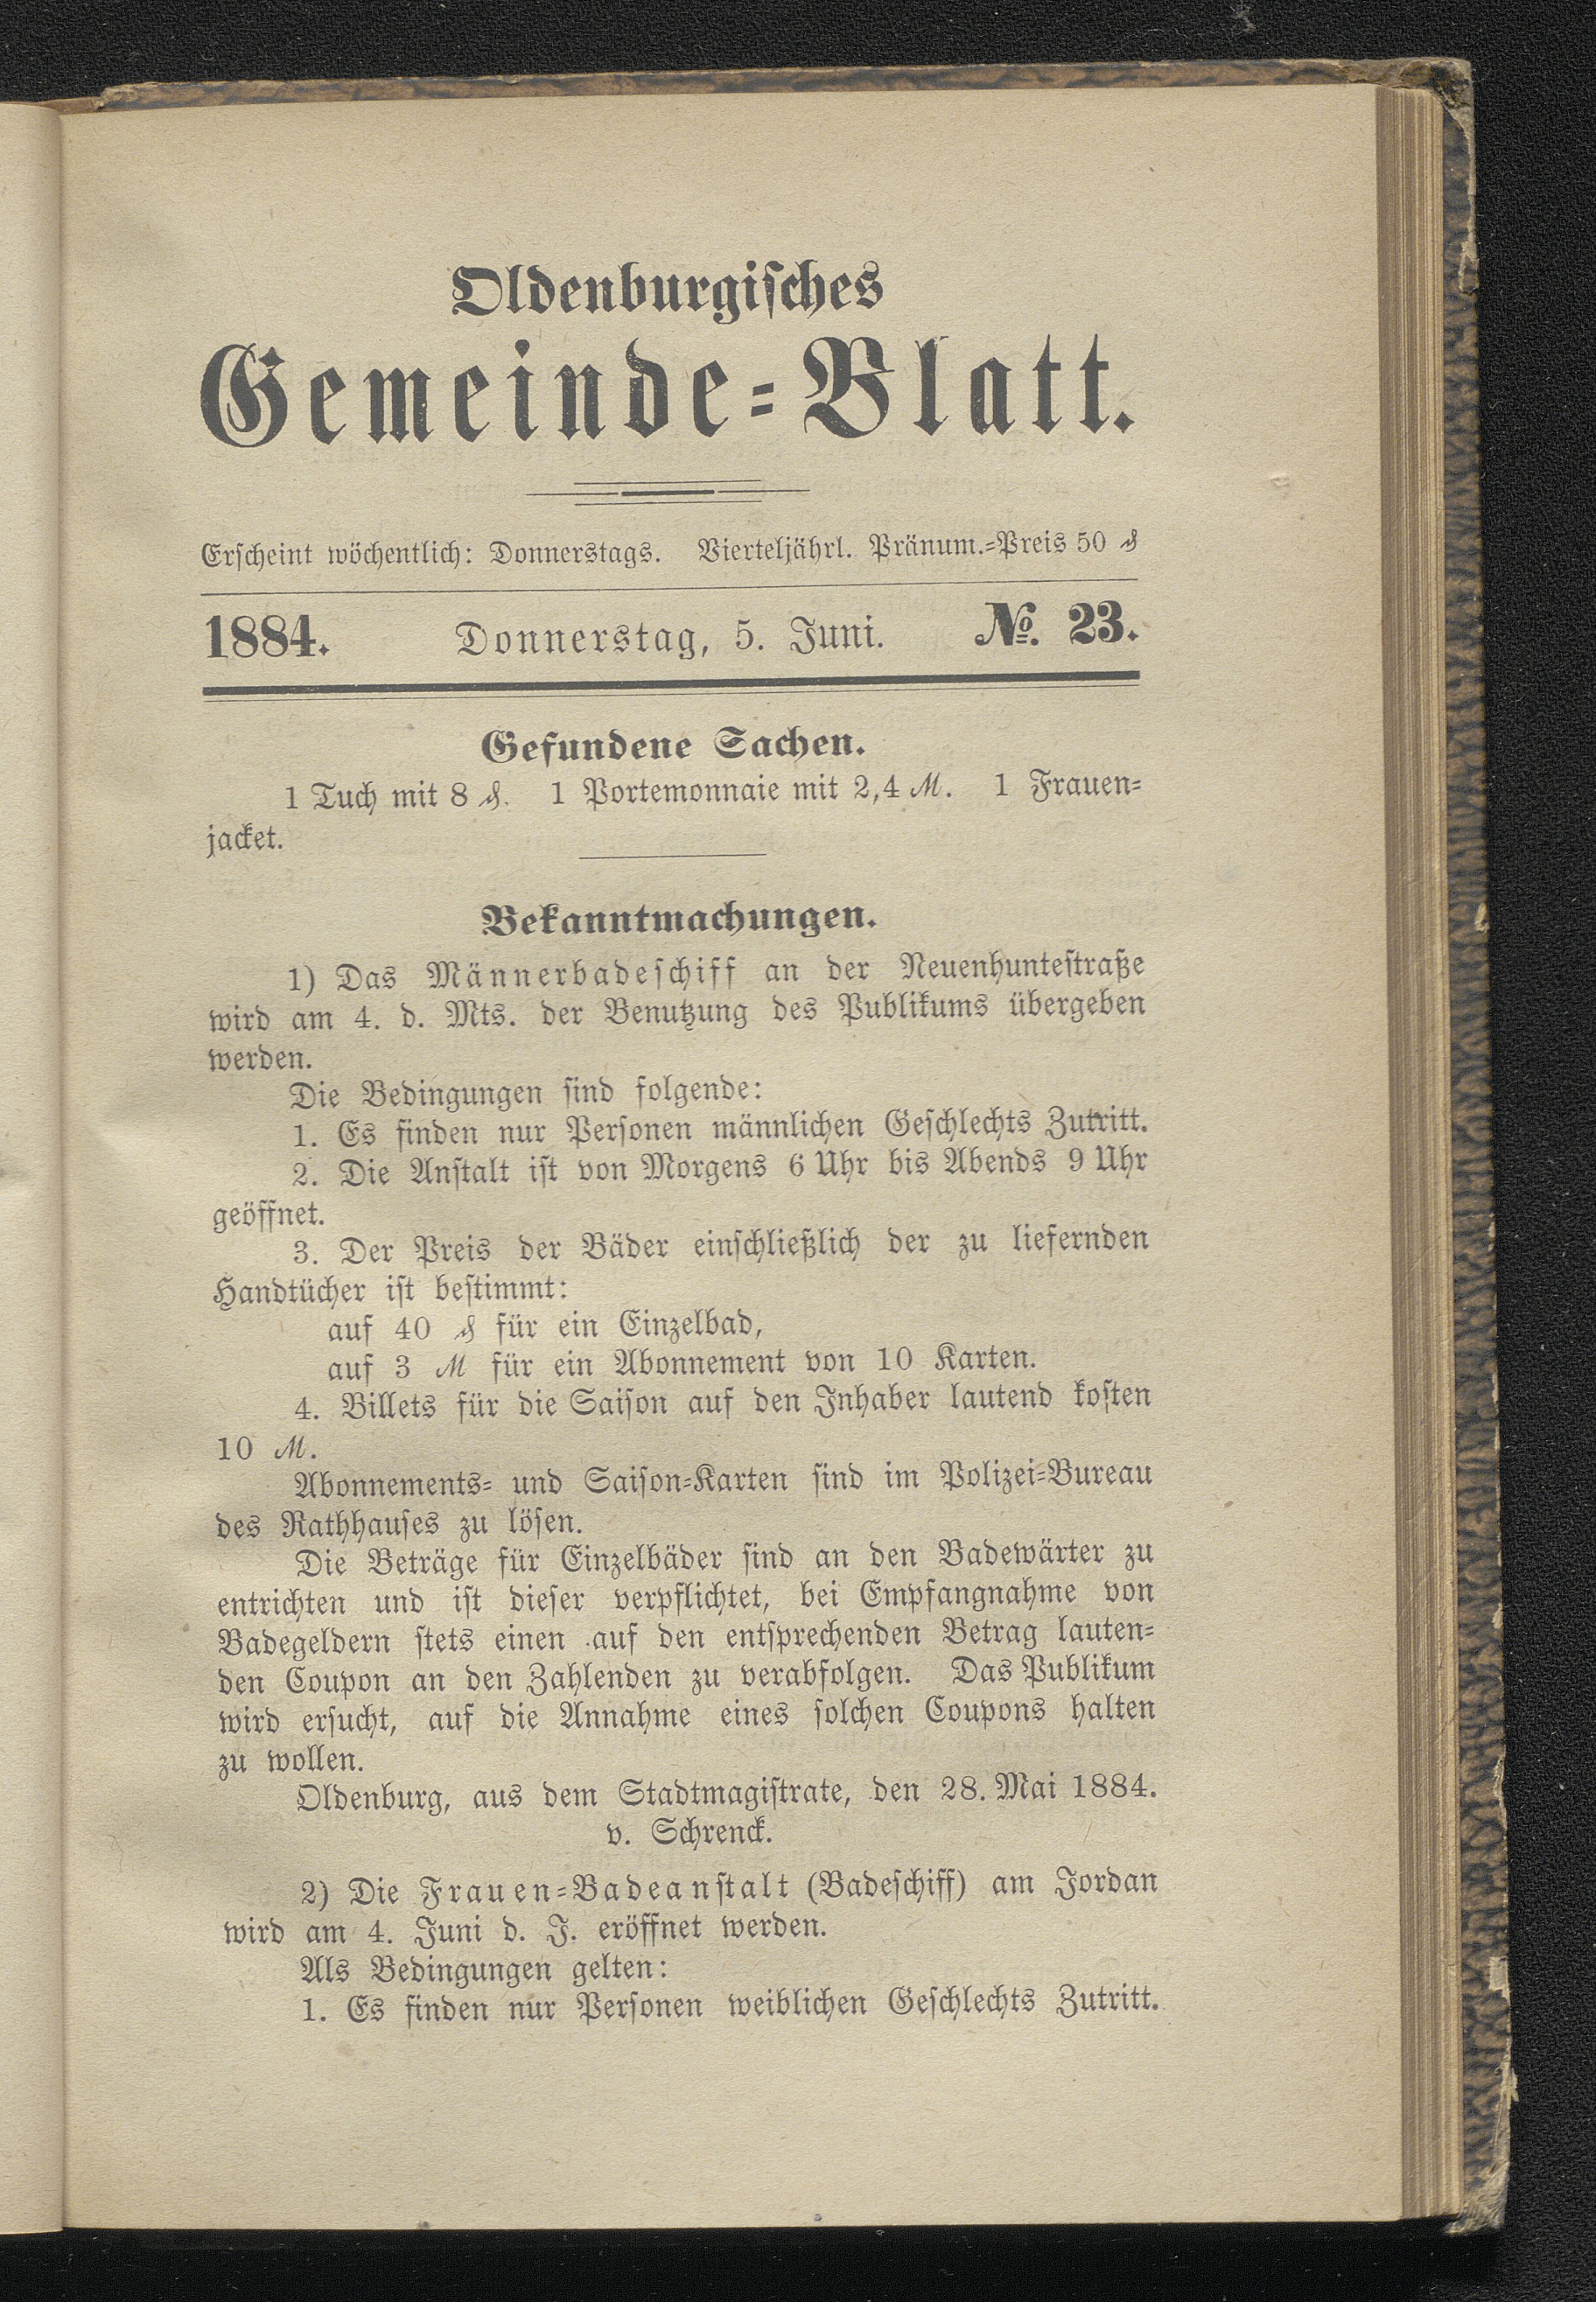 Oldenburgisches
Gemeinde-Blatt.
Erscheint wöchentlich: Donnerstags. Vierteljährl. Pränum.-Preis 50 ₰
1884. Donnerstag, 5. Juni. №. 23.
Gefundene Sachen.
1 Tuch mit 8 ₰. 1 Portemonnaie mit 2,4 ℳ. 1 Frauen-
jacket.
Bekanntmachungen.
1) Das Männerbadeschiff an der Neuenhuntestraße
wird am 4. d. Mts. der Benutzung des Publikums übergeben
werden.
Die Bedingungen sind folgende:
1. Es finden nur Personen männlichen Geschlechts Zutritt.
2. Die Anstalt ist von Morgens 6 Uhr bis Abends 9 Uhr
geöffnet.
3. Der Preis der Bäder einschließlich der zu liefernden
Handtücher ist bestimmt:
auf 40 ₰ für ein Einzelbad,
auf 3 ℳ für ein Abonnement von 10 Karten.
4. Billets für die Saison auf den Inhaber lautend kosten
10 ℳ.
Abonnements- und Saison-Karten sind im Polizei-Bureau
des Rathhauses zu lösen.
Die Beträge für Einzelbäder sind an den Badewärter zu
entrichten und ist dieser verpflichtet, bei Empfangnahme von
Badegeldern stets einen auf den entsprechenden Betrag lauten-
den Coupon an den Zahlenden zu verabfolgen. Das Publikum
wird ersucht, auf die Annahme eines solchen Coupons halten
zu wollen.
Oldenburg, aus dem Stadtmagistrate, den 28. Mai 1884.
v. Schrenck.
2) Die Frauen-Badeanstalt (Badeschiff) am Jordan
wird am 4. Juni d. J. eröffnet werden.
Als Bedingungen gelten:
1. Es finden nur Personen weiblichen Geschlechts Zutritt.